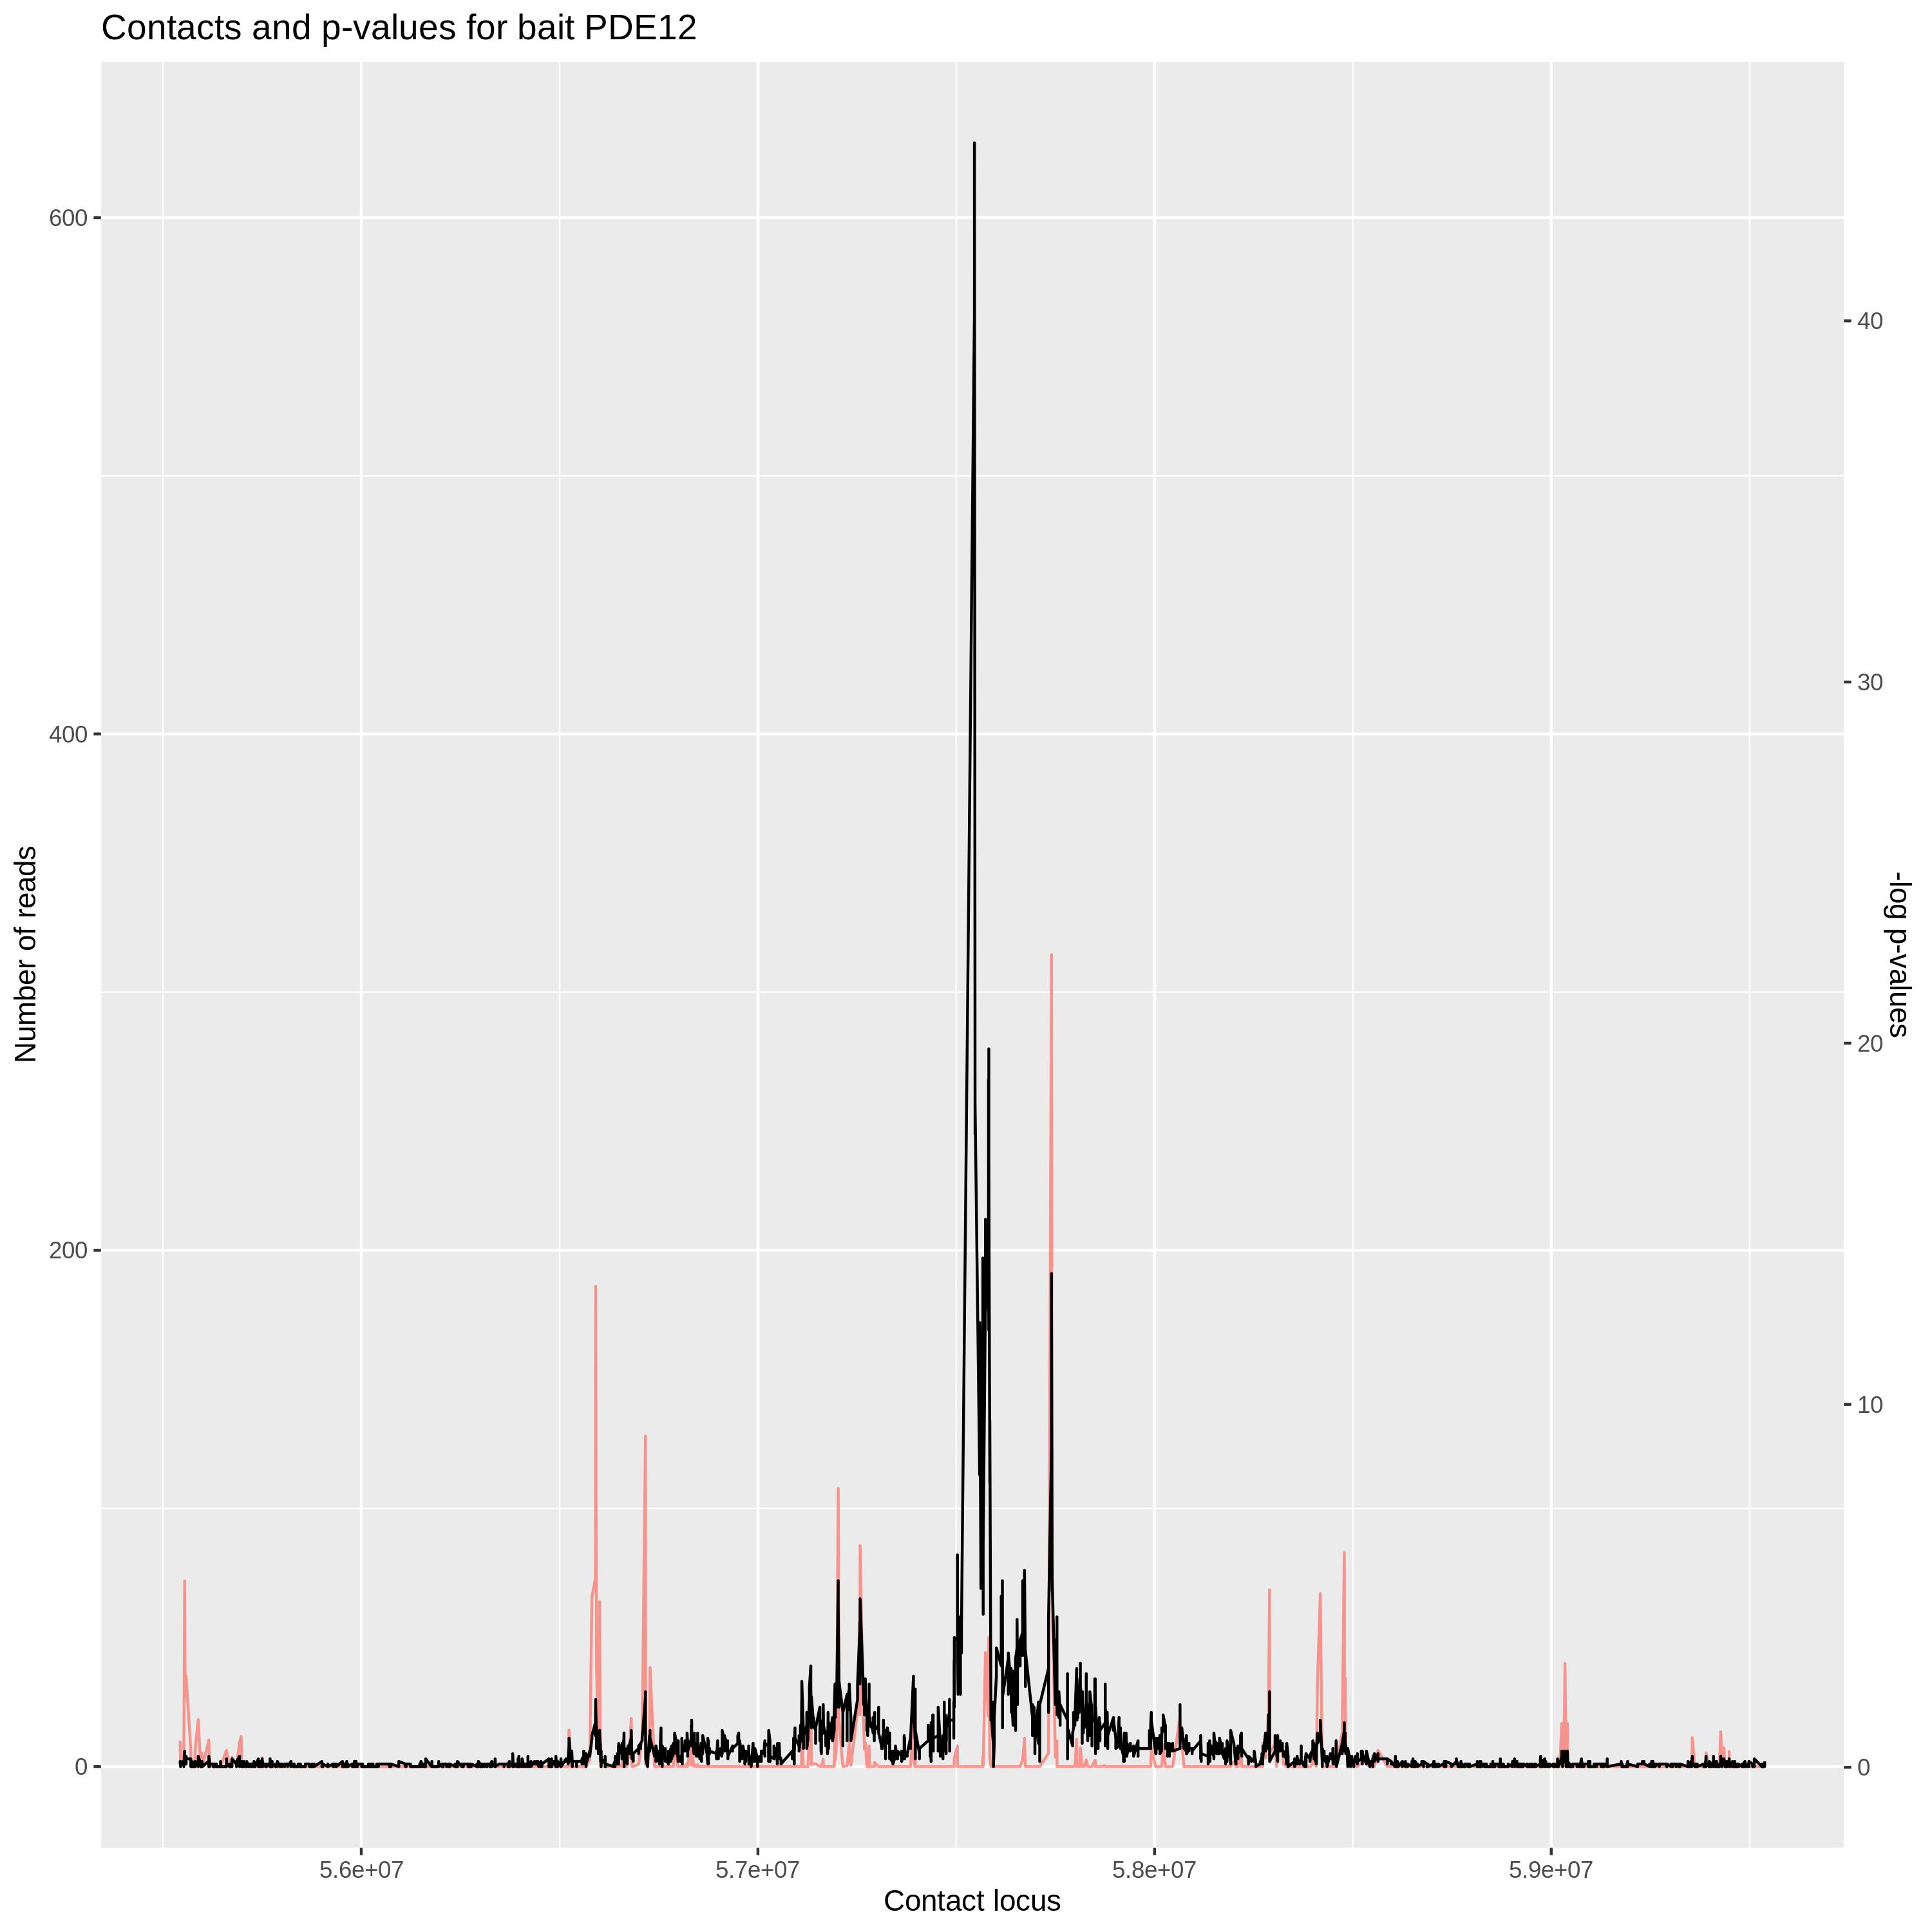 Contacts and p-values for bait PDE12
600
400
200
0
Number of reads
40
30
20
10
0
-log p-values
5.6e+07
5.7e+07
5.8e+07
5.9e+07
Contact locus